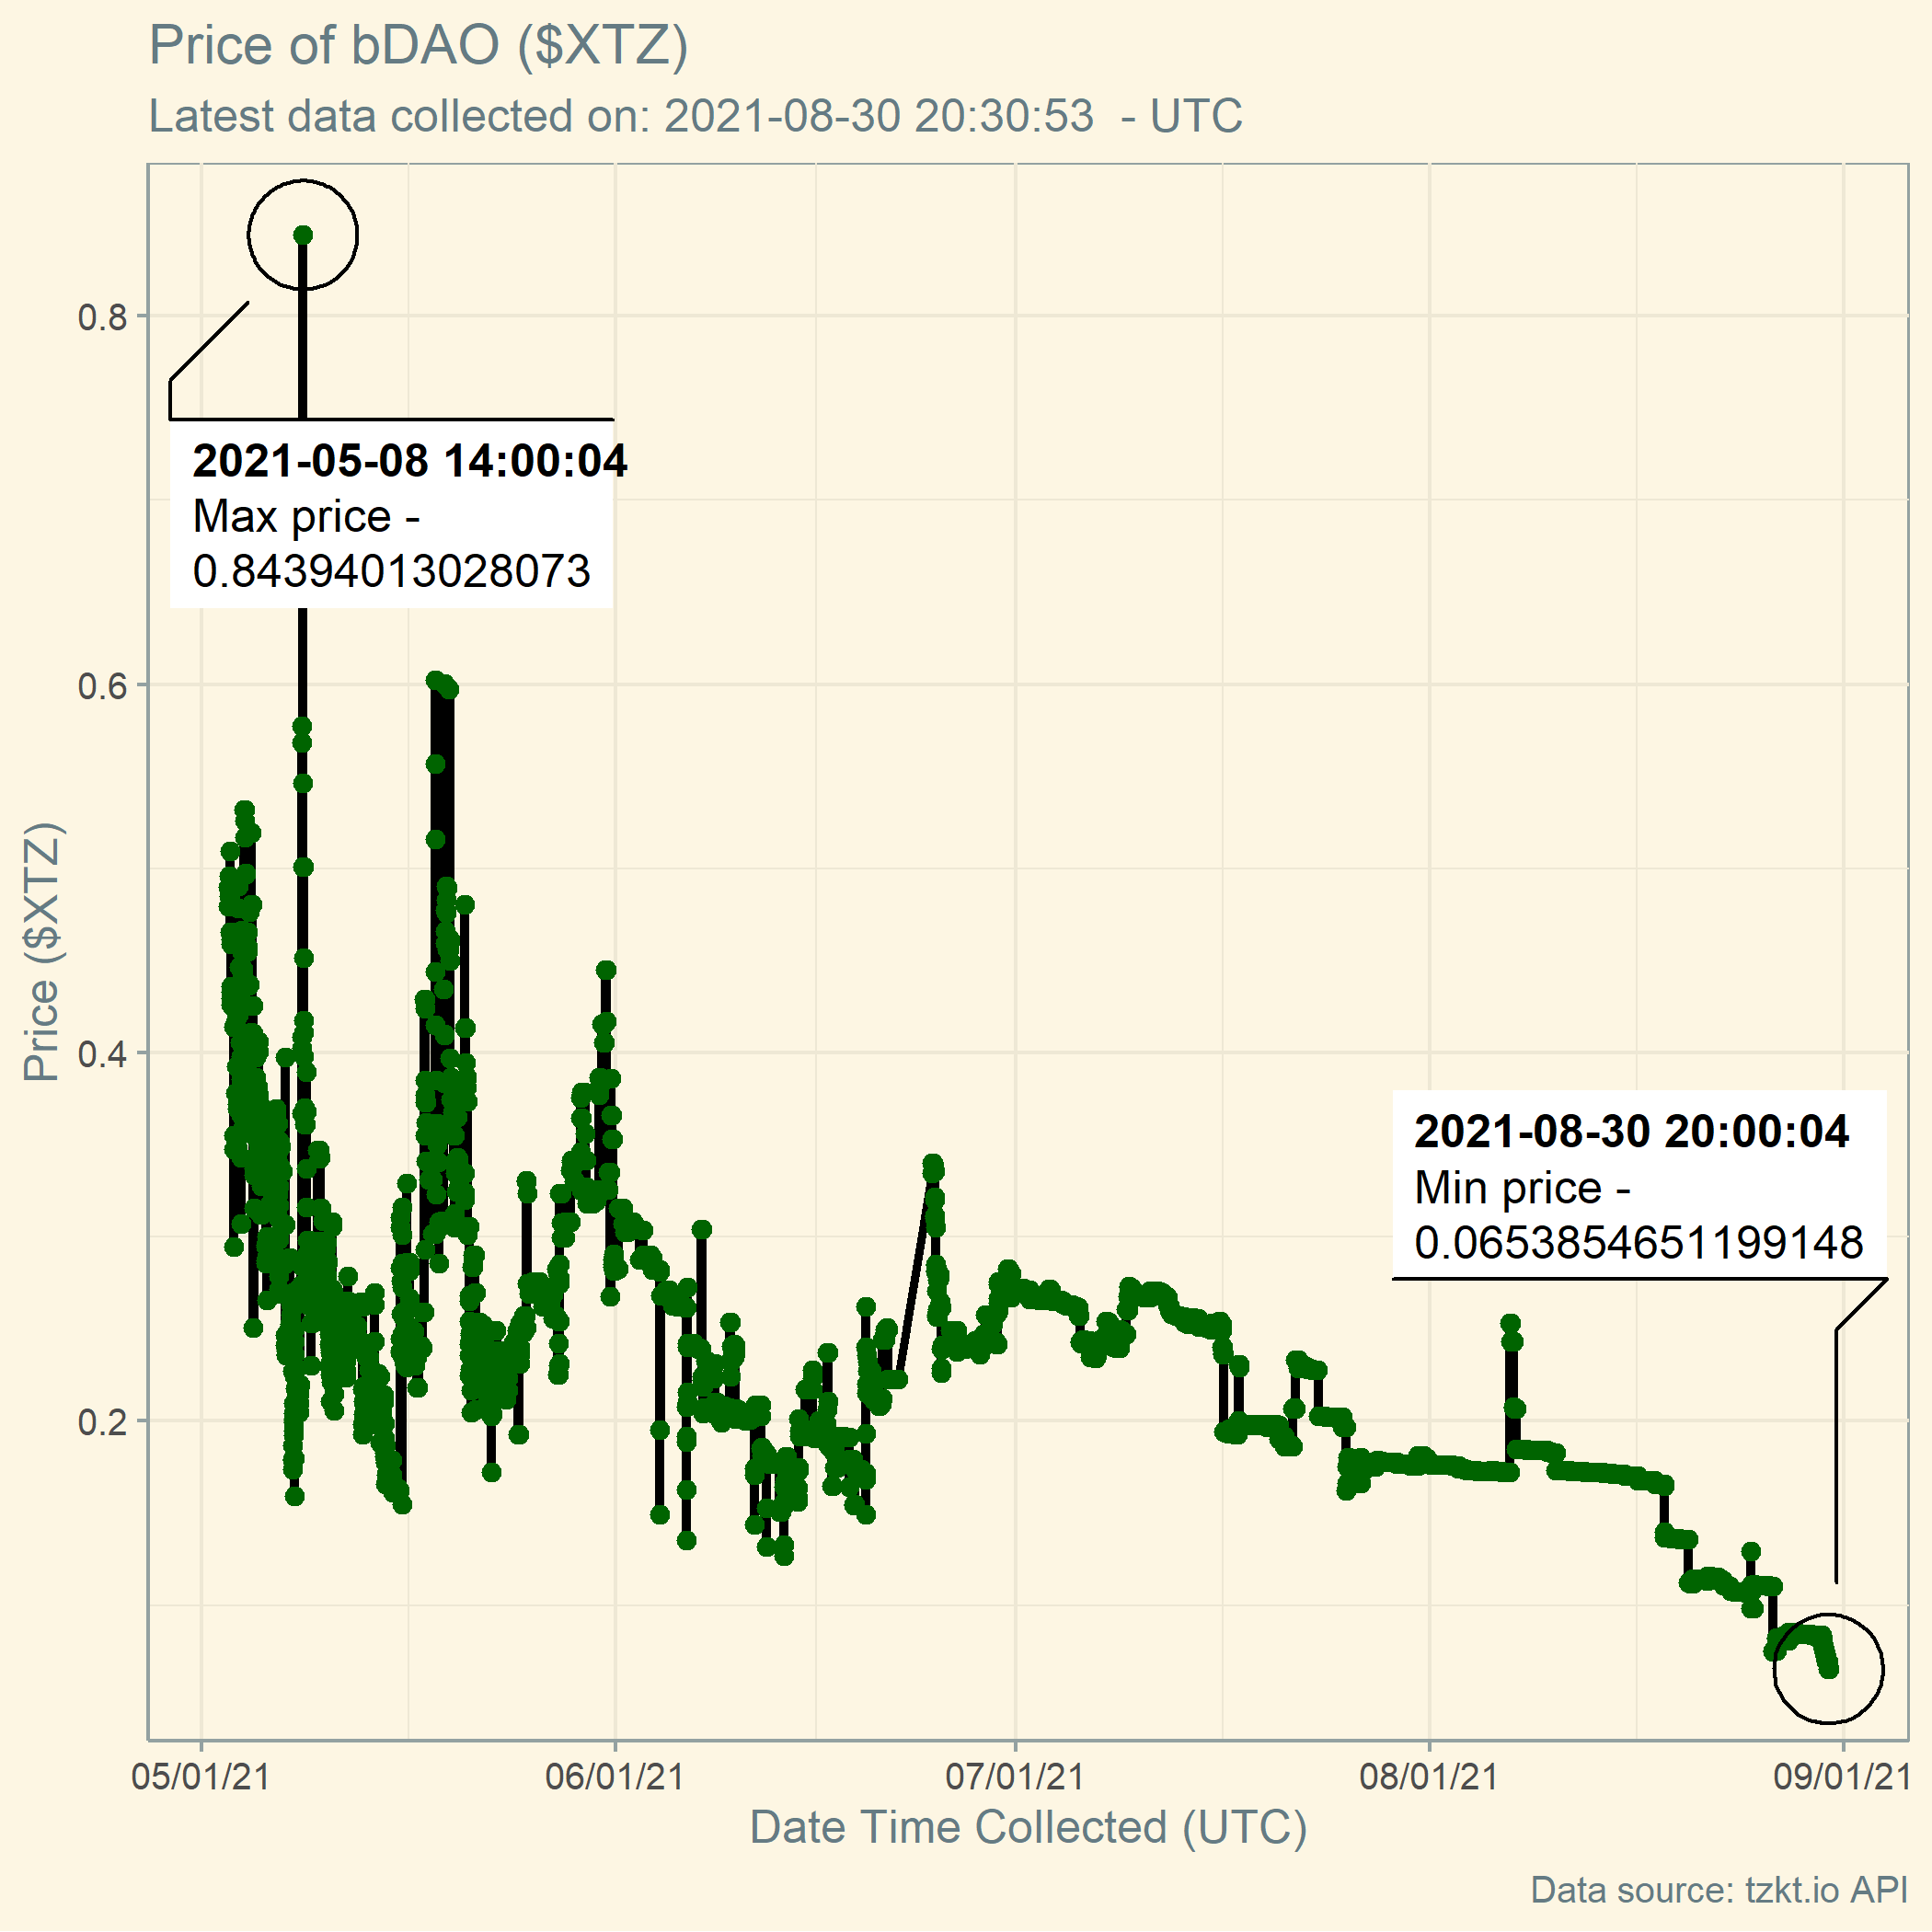 Price of bDAO ($XTZ)
Latest data collected on: 2021-08-30 20:30:53  - UTC
2021-05-08 14:00:04
Max price -
0.84394013028073
2021-08-30 20:00:04
Min price -
0.0653854651199148
Price ($XTZ)
0.8
0.6
0.4
0.2
05/01/21
06/01/21
07/01/21
08/01/21
09/01/21
Date Time Collected (UTC)
Data source: tzkt.io API